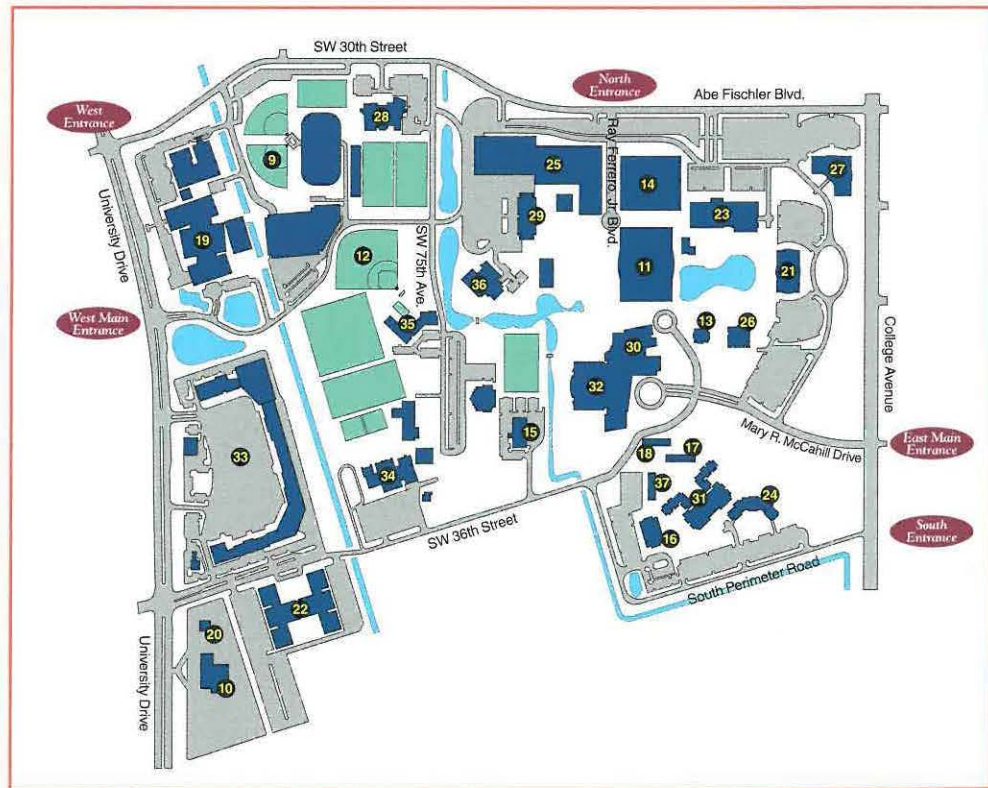 SW 30th Street
North
Entrance
Abe Fischler Blvd.
West
Entrance
28
9
25
14
27
University Drive
Ray Ferrero Jr. Blvd.
29
23
19
12
SW 75th Ave.
11
21
36
West Main
Entrance
35
13
26
30
College Avenue
32
Mary R. McCahill Drive
15
East Main
Entrance
18
17
33
34
37
31
24
SW 36th Street
16
South
Entrance
South Perimeter Road
22
20
University Drive
10